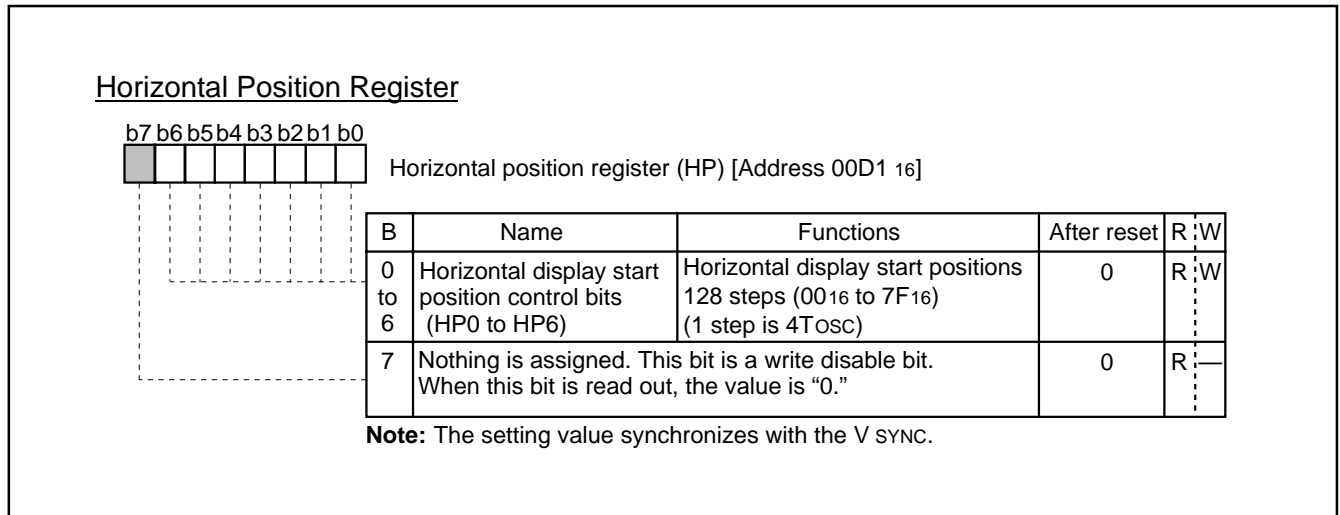 Horizontal Position Register
b7 b6 b5 b4 b3 b2 b1 b0
Horizontal position register (HP) [Address 00D1 16]
B Name Functions After reset R W
0 to 6 Horizontal display start position control bits (HP0 to HP6) Horizontal display start positions 128 steps (0016 to 7F16) (1 step is 4TOSC) 0 R W
7 Nothing is assigned. This bit is a write disable bit. When this bit is read out, the value is “0.” 0 R —
Note: The setting value synchronizes with the V SYNC.